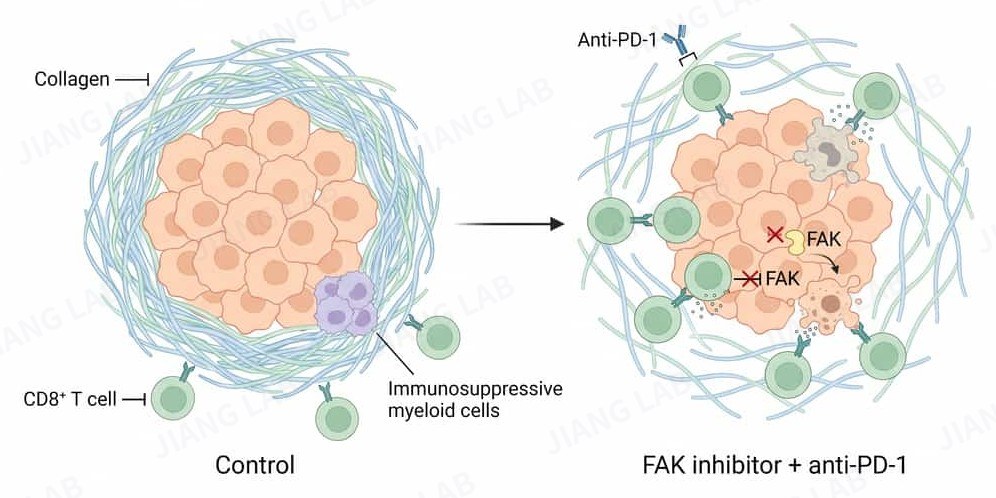 Collagen
CD8⁺ T cell
Immunosuppressive
myeloid cells
Control
Anti-PD-1
FAK
FAK
FAK inhibitor + anti-PD-1
JIANG LAB